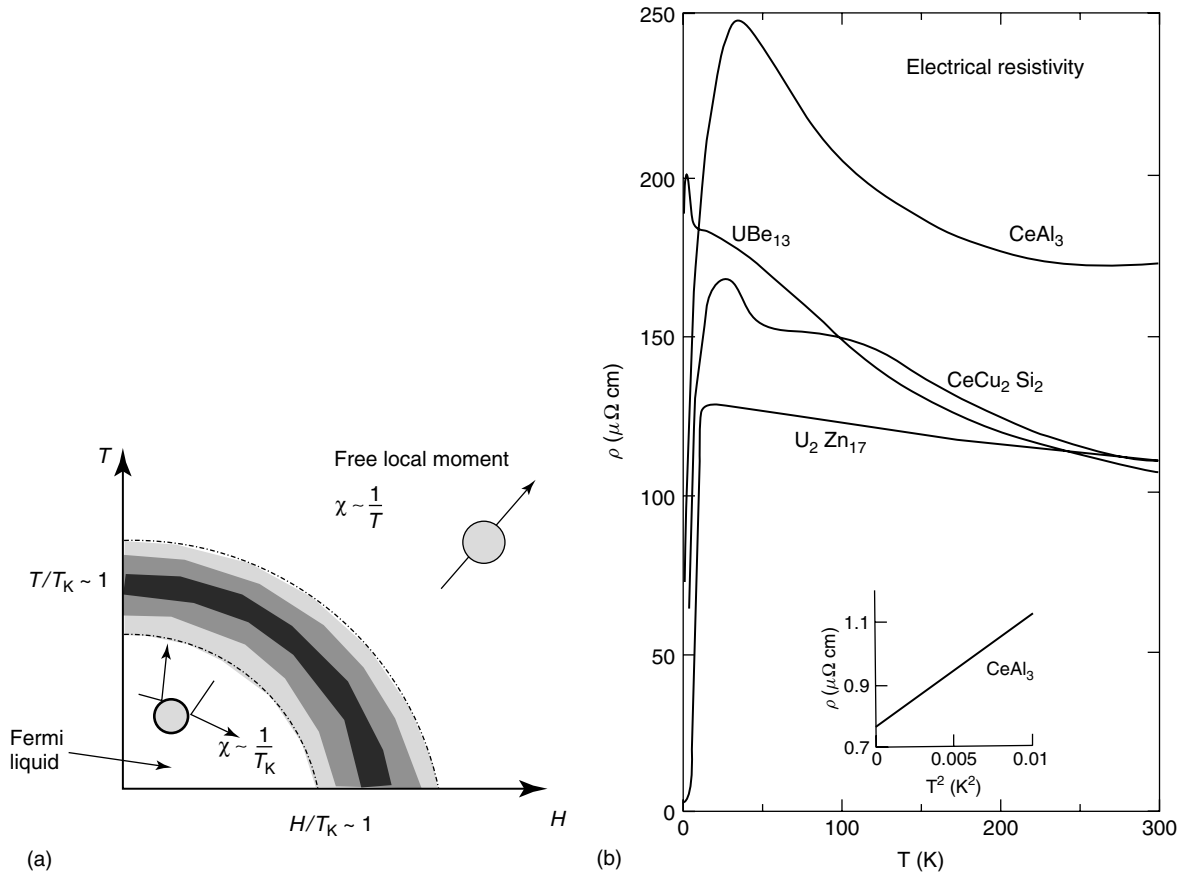 T
Free local moment
χ ~ 1/T
T/T_K ~ 1
χ ~ 1/T_K
Fermi
liquid
H/T_K ~ 1
H
(a)
250
200
150
100
50
0
ρ (μΩ cm)
Electrical resistivity
UBe₁₃
CeAl₃
CeCu₂ Si₂
U₂ Zn₁₇
1.1
0.9
0.7
ρ (μΩ cm)
CeAl₃
0
0.005
0.01
T² (K²)
0
100
200
300
T (K)
(b)